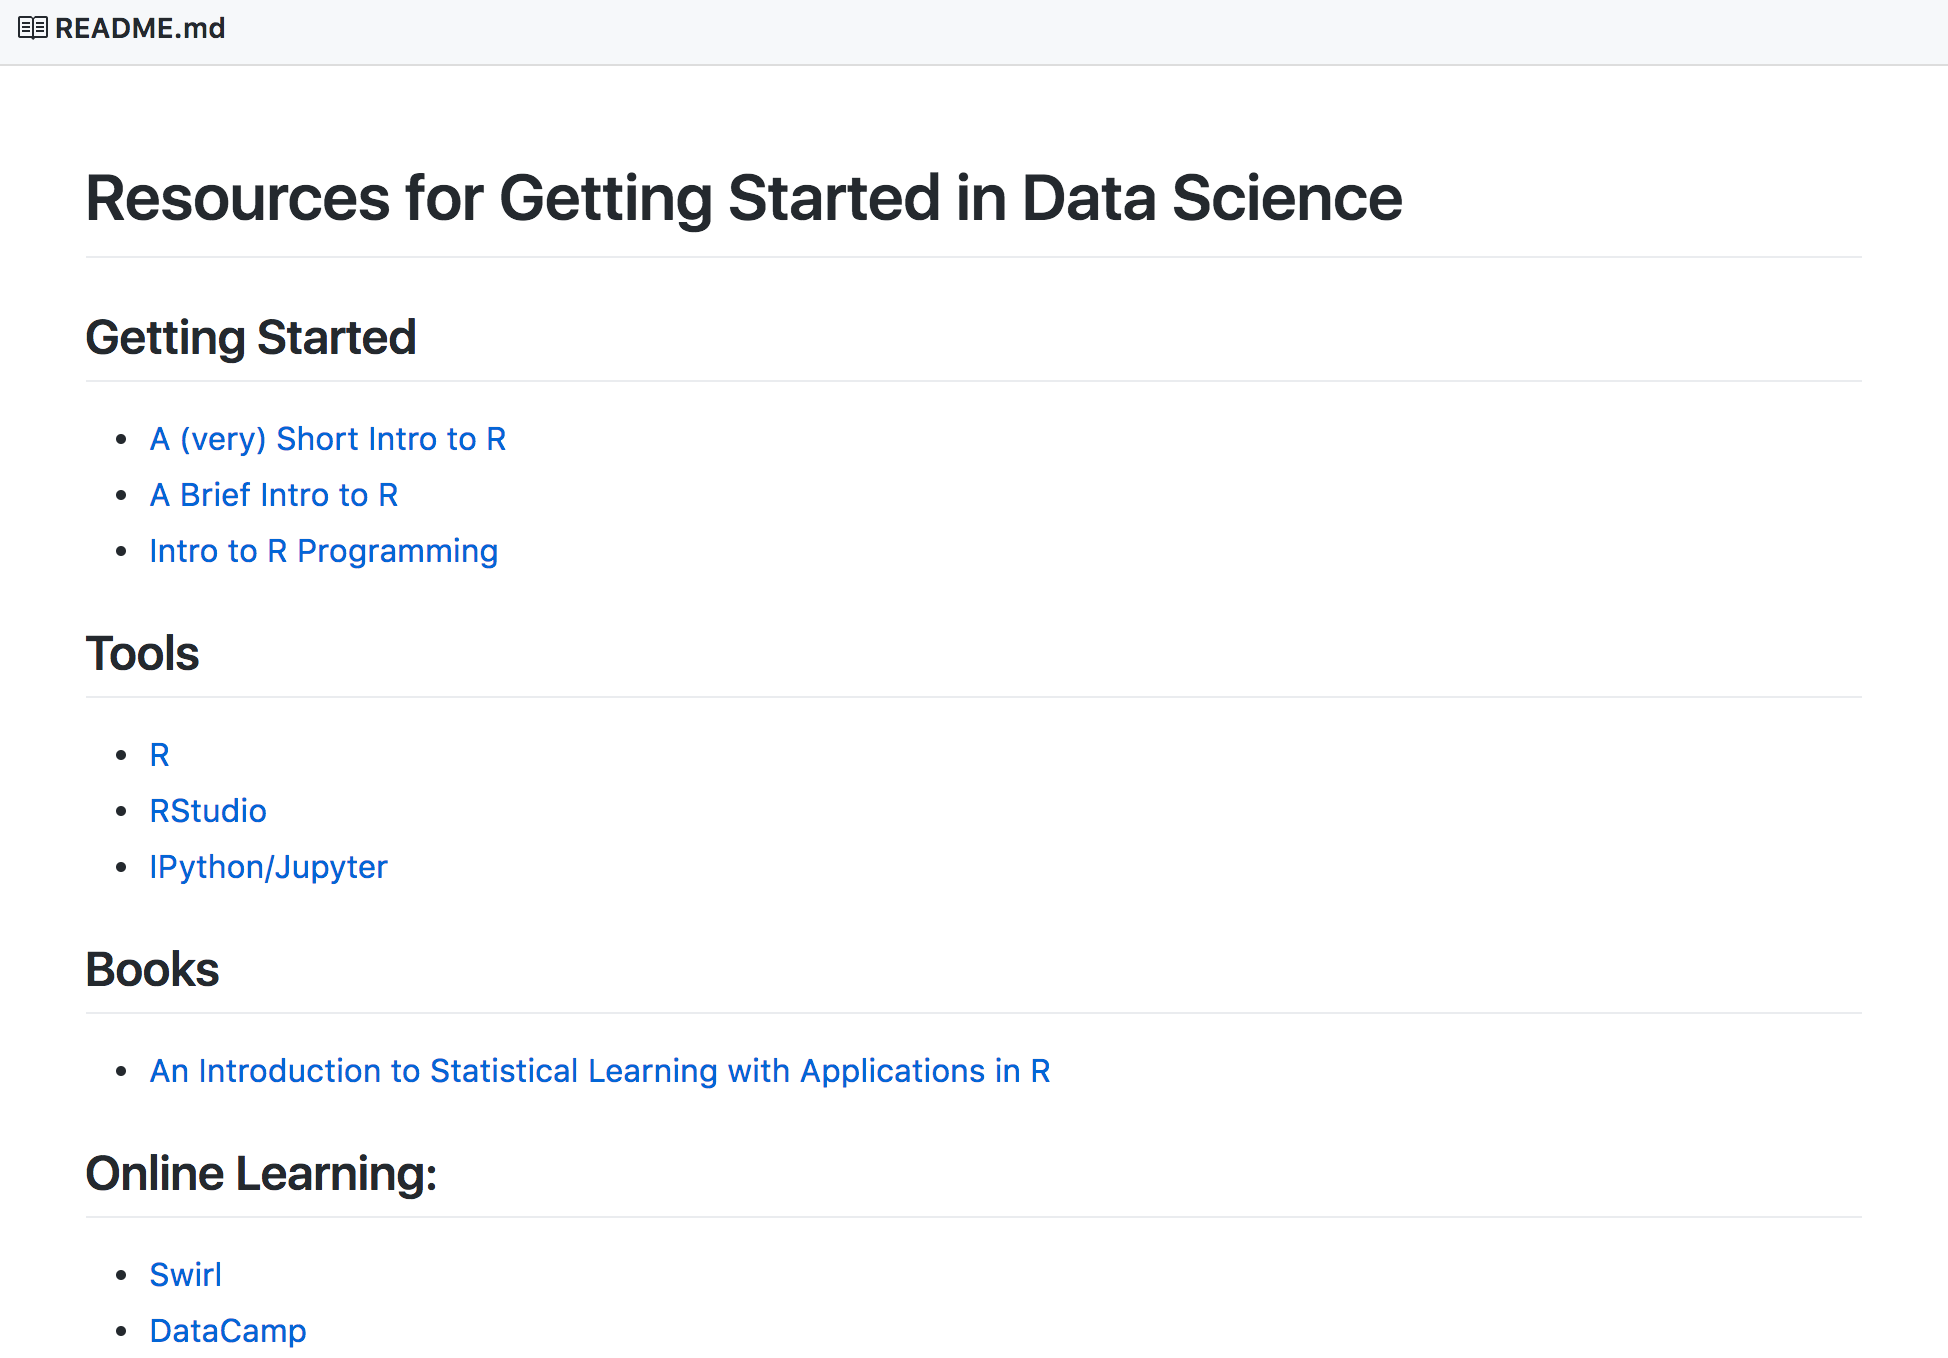 README.md
Resources for Getting Started in Data Science
Getting Started
A (very) Short Intro to R
A Brief Intro to R
Intro to R Programming
Tools
R
RStudio
IPython/Jupyter
Books
An Introduction to Statistical Learning with Applications in R
Online Learning:
Swirl
DataCamp